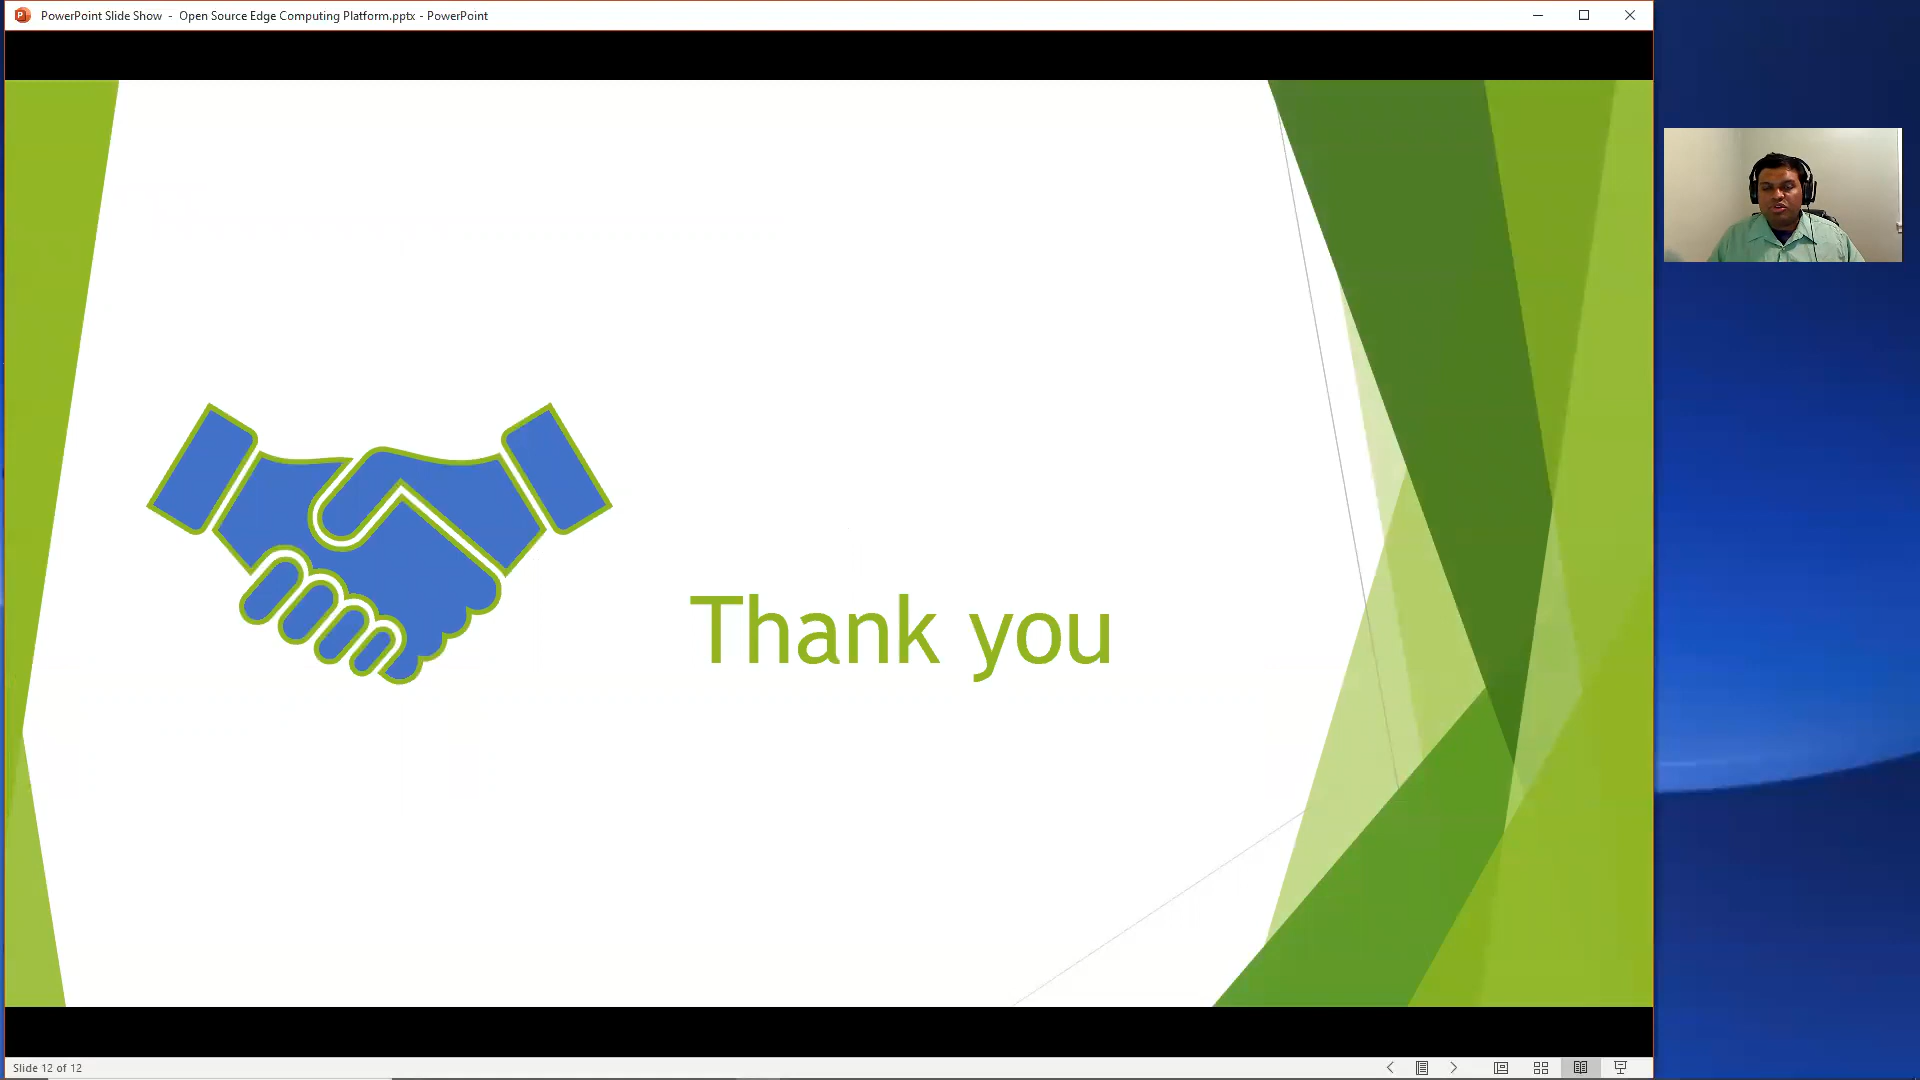 PowerPoint Slide Show - Open Source Edge Computing Platform.pptx - PowerPoint
Thank you
Slide 12 of 12